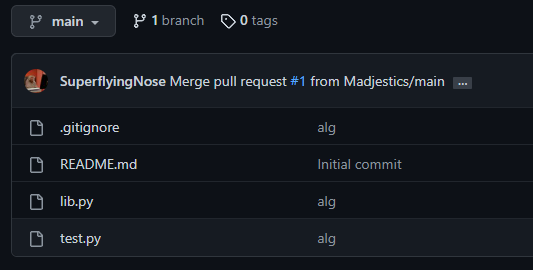 main 1 branch 0 tags
SuperflyingNose Merge pull request #1 from Madjestics/main ...
.gitignore alg
README.md Initial commit
lib.py alg
test.py alg